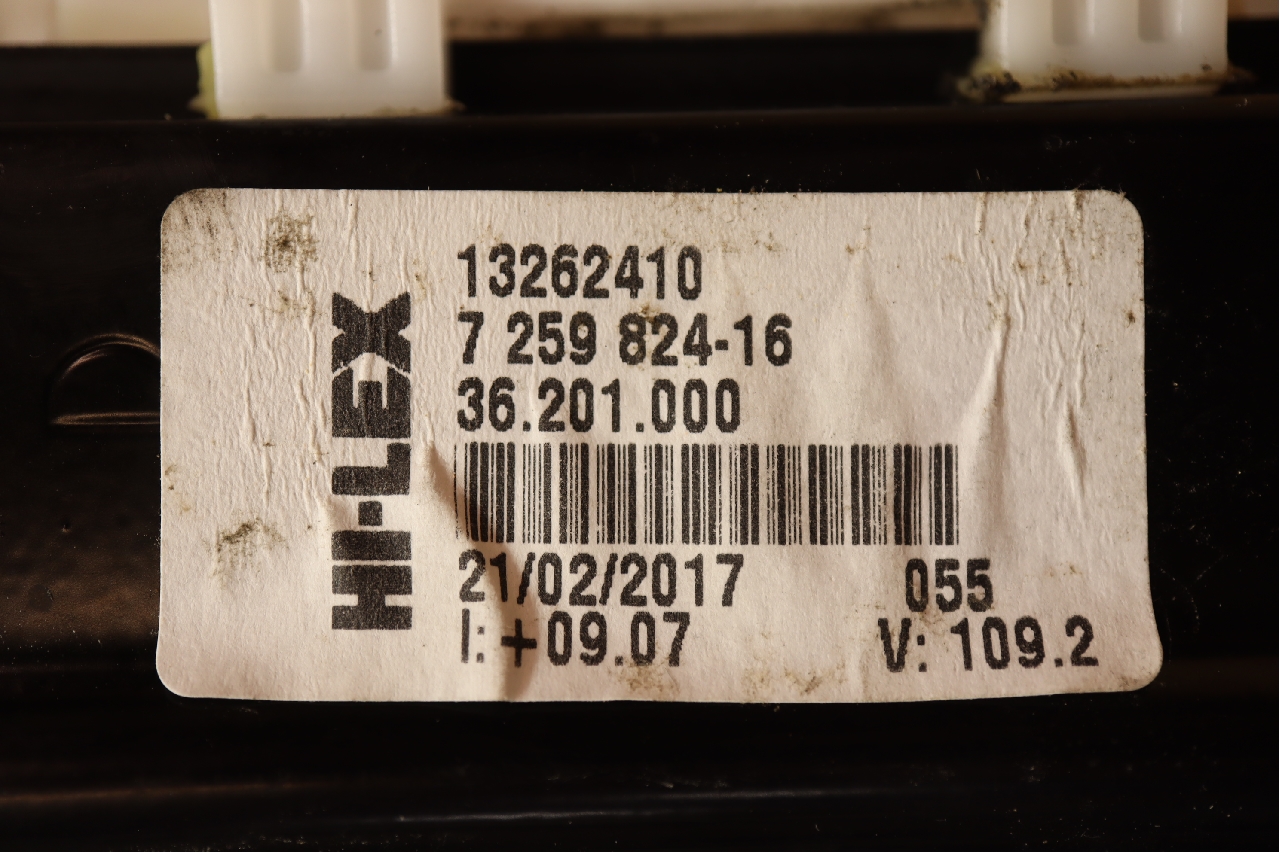 HI-LEX
13262410
7 259 824-16
36.201.000
21/02/2017 055
I: +09.07 V: 109.2